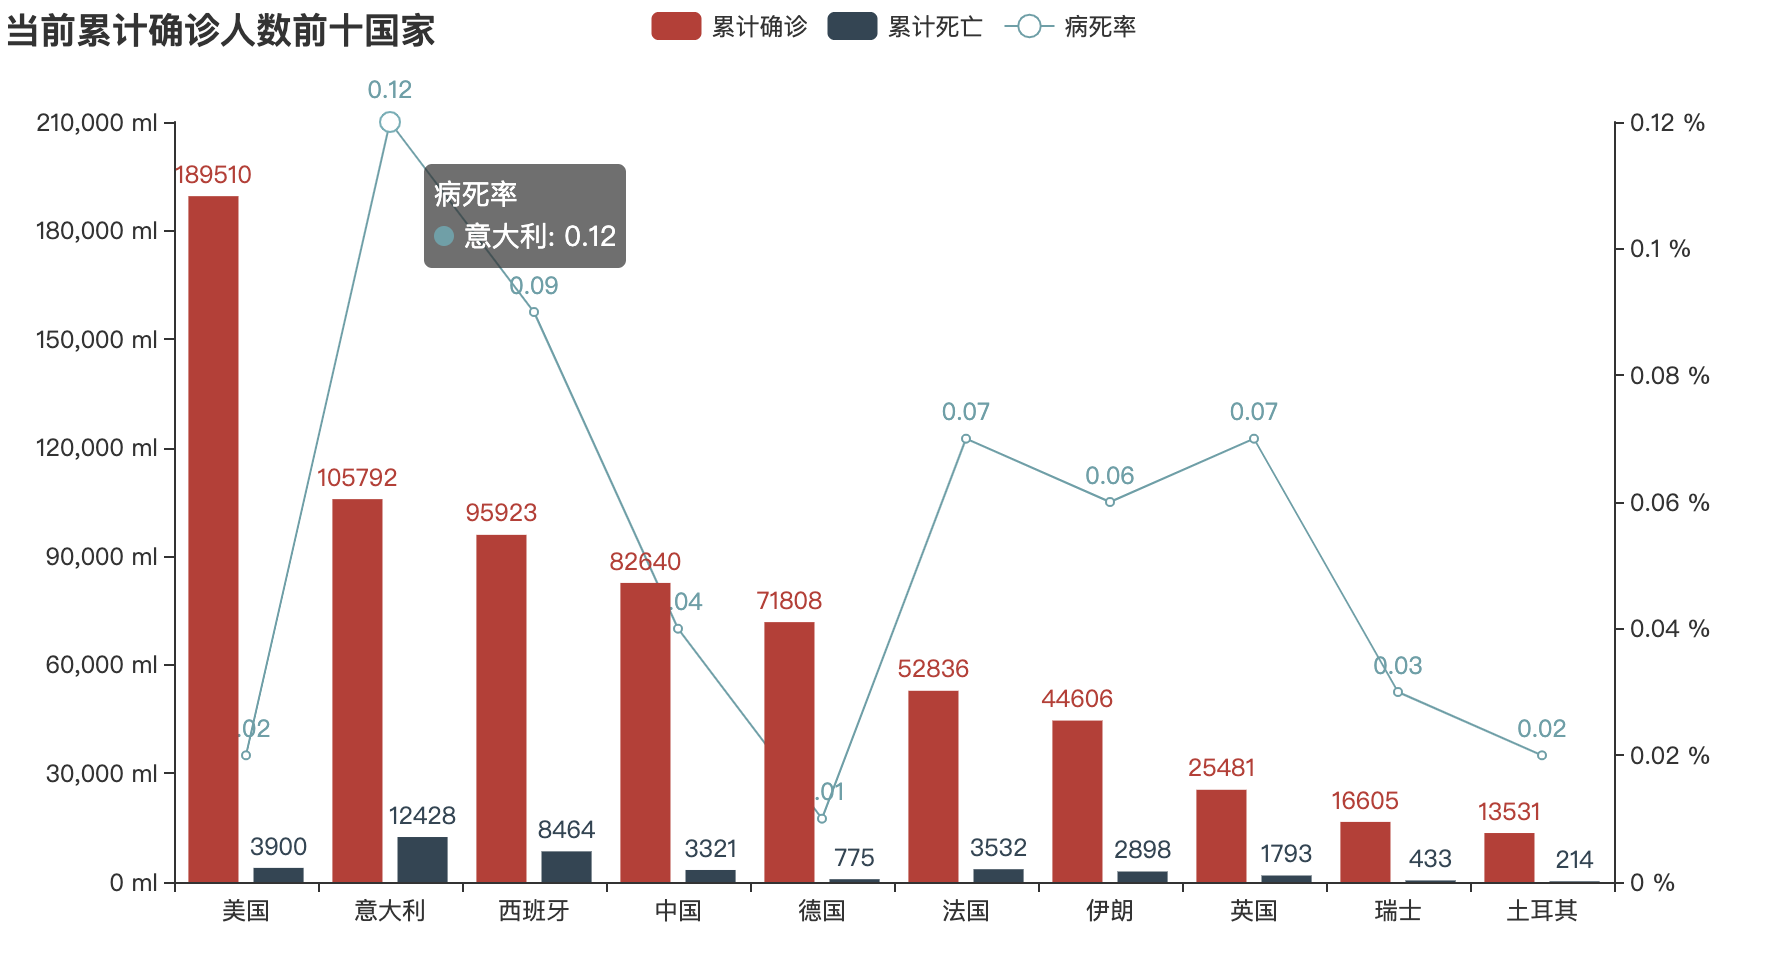 当前累计确诊人数前十国家
累计确诊 累计死亡 病死率
210,000 ml
180,000 ml
150,000 ml
120,000 ml
90,000 ml
60,000 ml
30,000 ml
0 ml
0.12 %
0.1 %
0.08 %
0.06 %
0.04 %
0.02 %
0 %
189510
105792
95923
82640
71808
52836
44606
25481
16605
13531
3900
12428
8464
3321
775
3532
2898
1793
433
214
.02
0.12
0.09
.04
.01
0.07
0.06
0.07
0.03
0.02
病死率
意大利: 0.12
美国 意大利 西班牙 中国 德国 法国 伊朗 英国 瑞士 土耳其